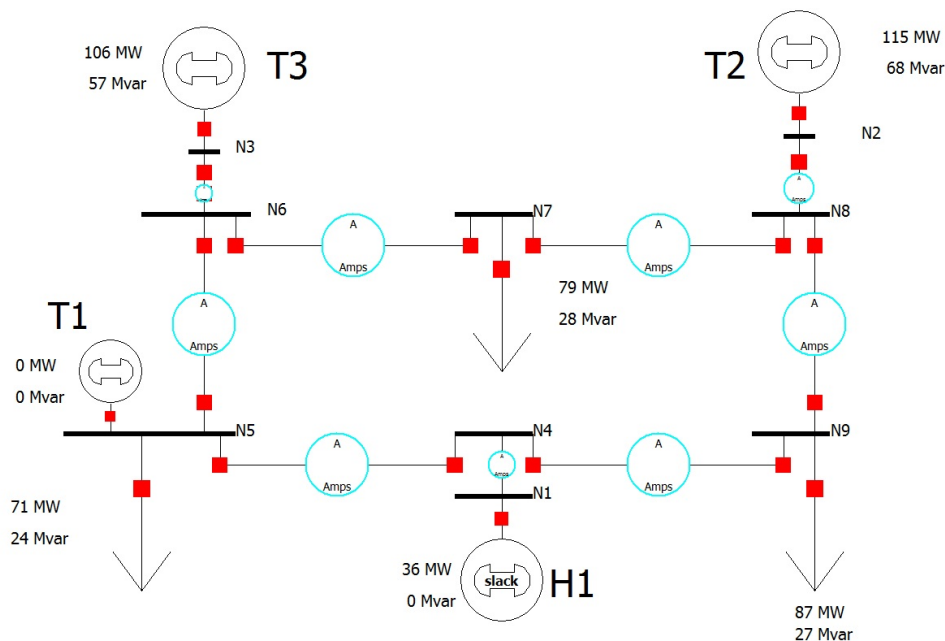 106 MW
57 Mvar
T3
T2
115 MW
68 Mvar
N3
N2
A
Amps
N6
N7
N8
A
Amps
A
Amps
79 MW
28 Mvar
T1
A
Amps
A
Amps
0 MW
0 Mvar
N5
N4
N9
A
Amps
A
Amps
A
Amps
N1
71 MW
24 Mvar
36 MW
0 Mvar
slack
H1
87 MW
27 Mvar